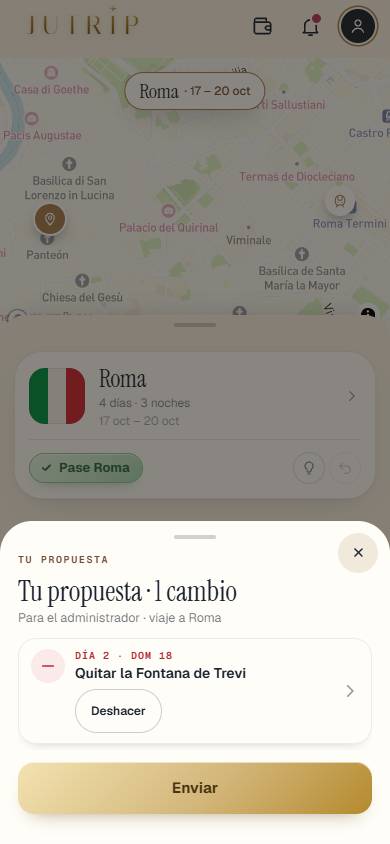 JUTRIP
Casa di Goethe
Roma · 17 – 20 oct
rti Sallustiani
Pacis Augustae
Castro P
Basilica di San
Lorenzo in Lucina
Termas de Diocleciano
Palacio del Quirinal
Roma Termini
Viminale
Panteón
Basilica de Santa
María la Mayor
Chiesa del Gesù
Roma
4 días · 3 noches
17 oct – 20 oct
Pase Roma
TU PROPUESTA
Tu propuesta · 1 cambio
Para el administrador · viaje a Roma
DÍA 2 · DOM 18
Quitar la Fontana de Trevi
Deshacer
Enviar